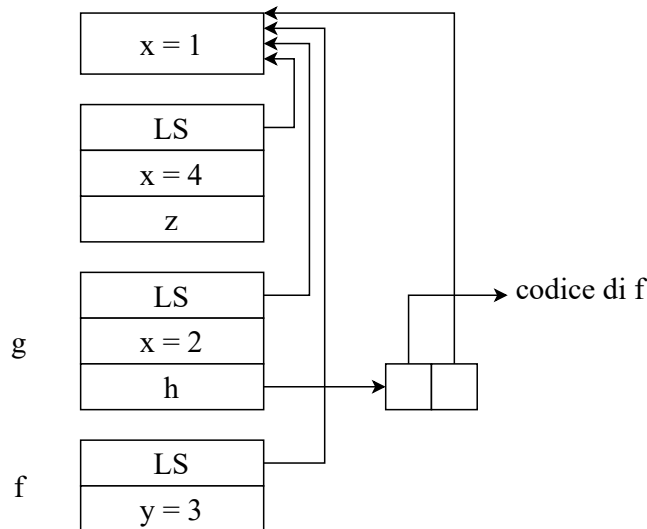 x = 1
LS
x = 4
z
g
LS
x = 2
h
codice di f
f
LS
y = 3